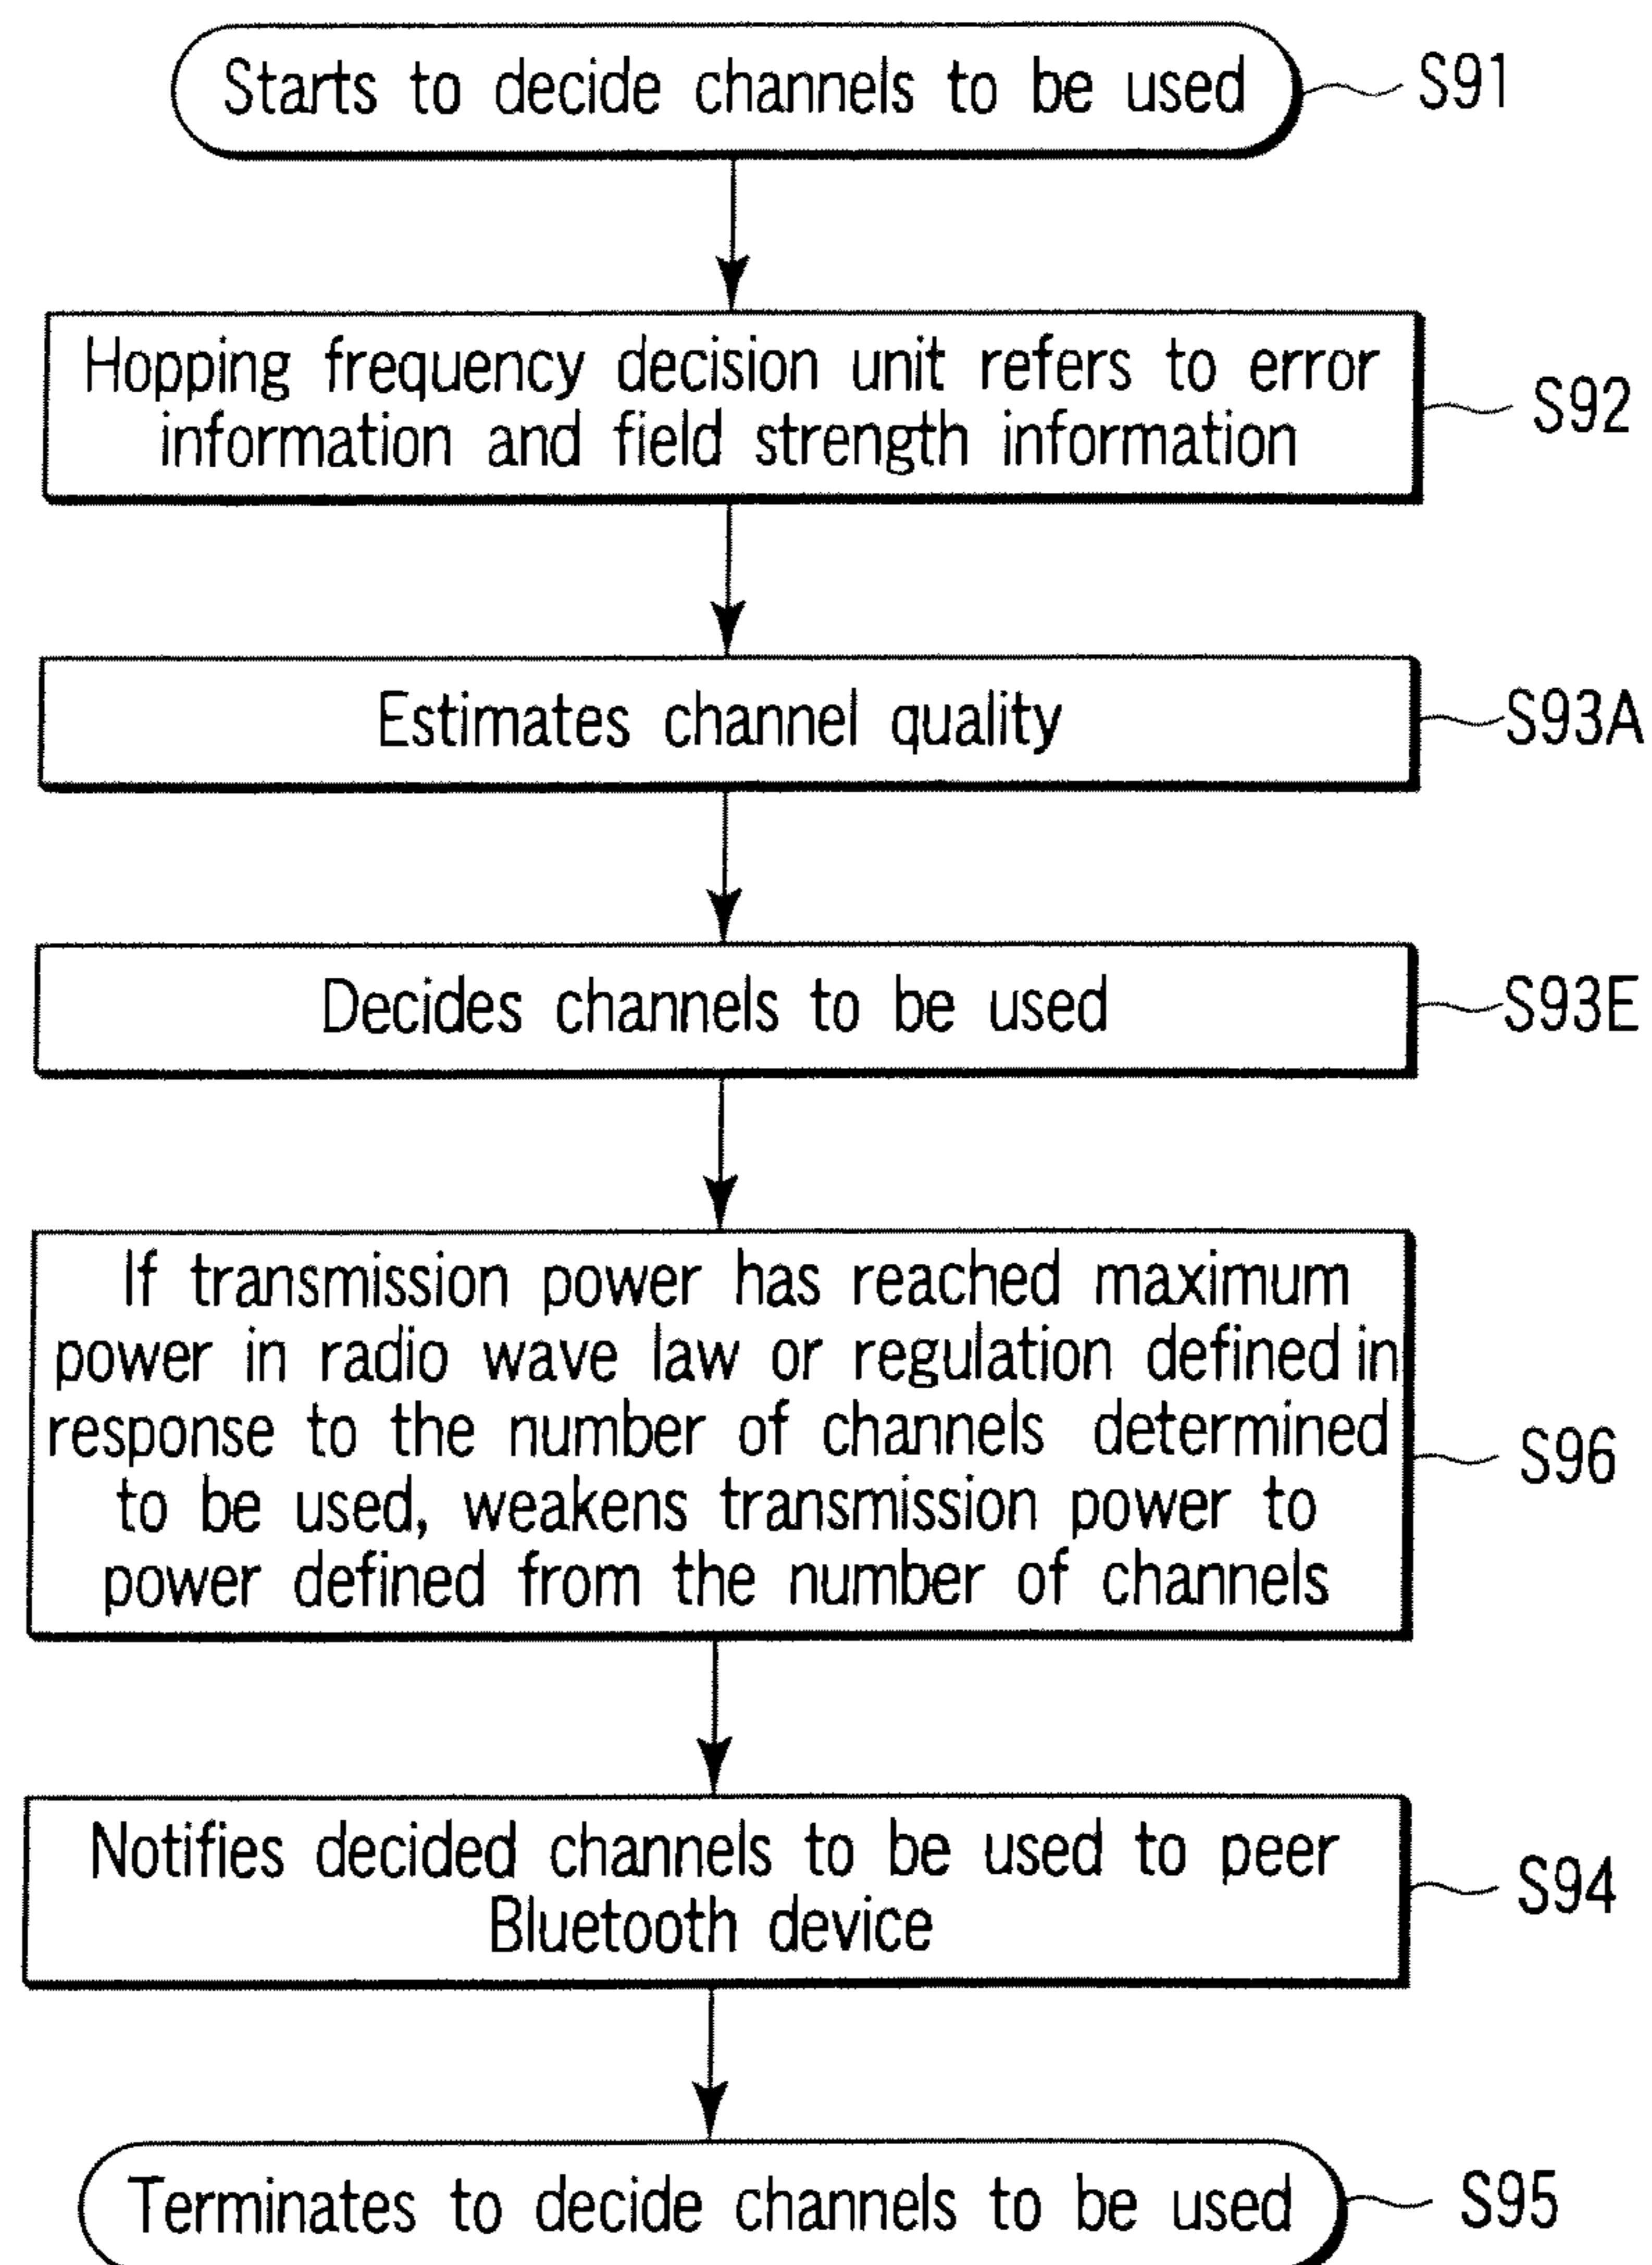 Starts to decide channels to be used
S91
Hopping frequency decision unit refers to error
information and field strength information
S92
Estimates channel quality
S93A
Decides channels to be used
S93E
If transmission power has reached maximum
power in radio wave law or regulation defined in
response to the number of channels determined
to be used, weakens transmission power to
power defined from the number of channels
S96
Notifies decided channels to be used to peer
Bluetooth device
S94
Terminates to decide channels to be used
S95